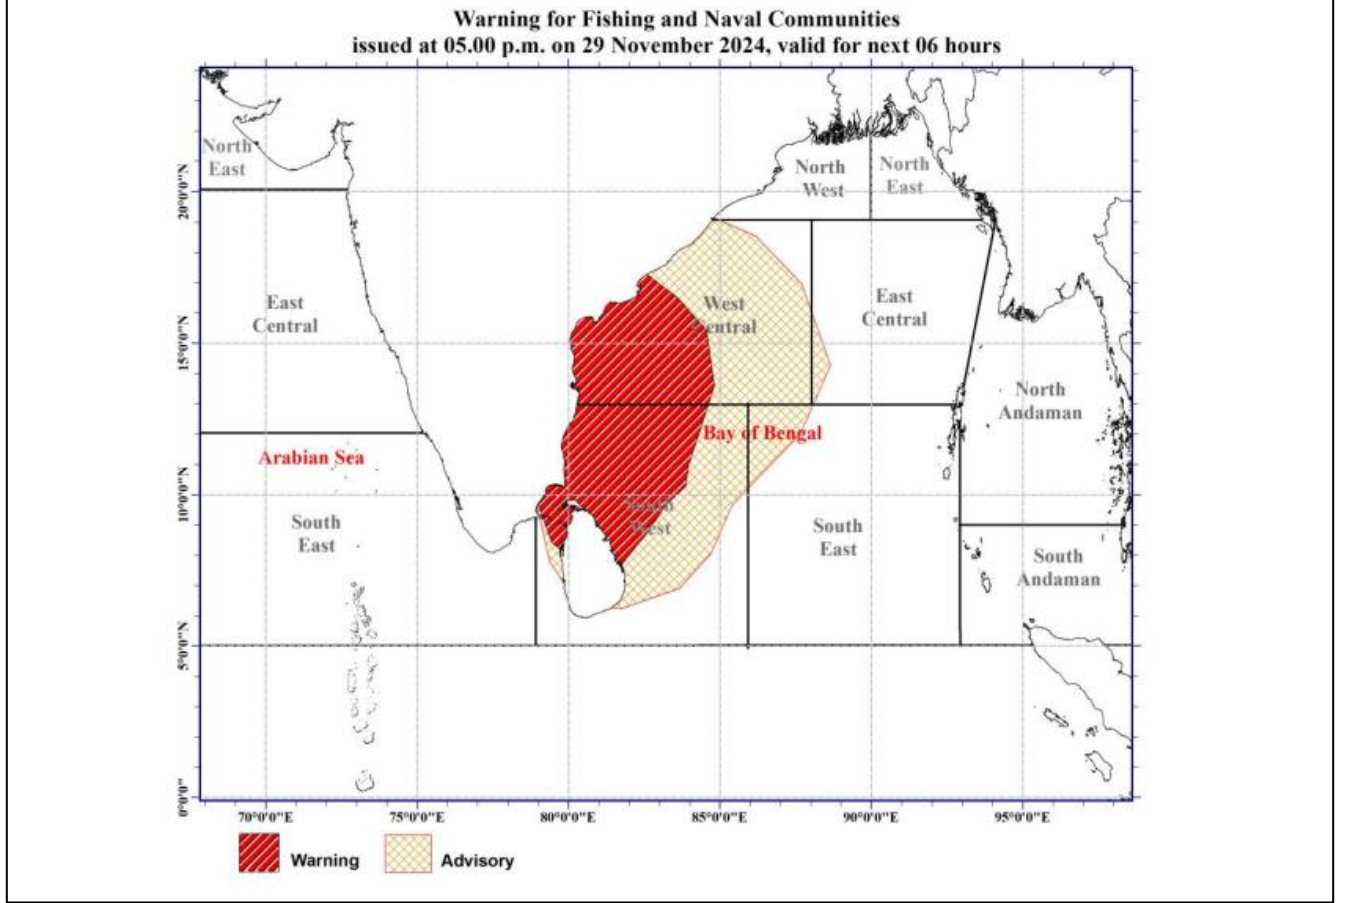 Warning for Fishing and Naval Communities
issued at 05.00 p.m. on 29 November 2024, valid for next 06 hours
North
East
North
West
North
East
20°0'0"N
East
Central
West
Central
East
Central
15°0'0"N
North
Andaman
Bay of Bengal
Arabian Sea
10°0'0"N
South
East
South
West
South
East
South
Andaman
5°0'0"N
0°0'0"
70°0'0"E
75°0'0"E
80°0'0"E
85°0'0"E
90°0'0"E
95°0'0"E
Warning
Advisory